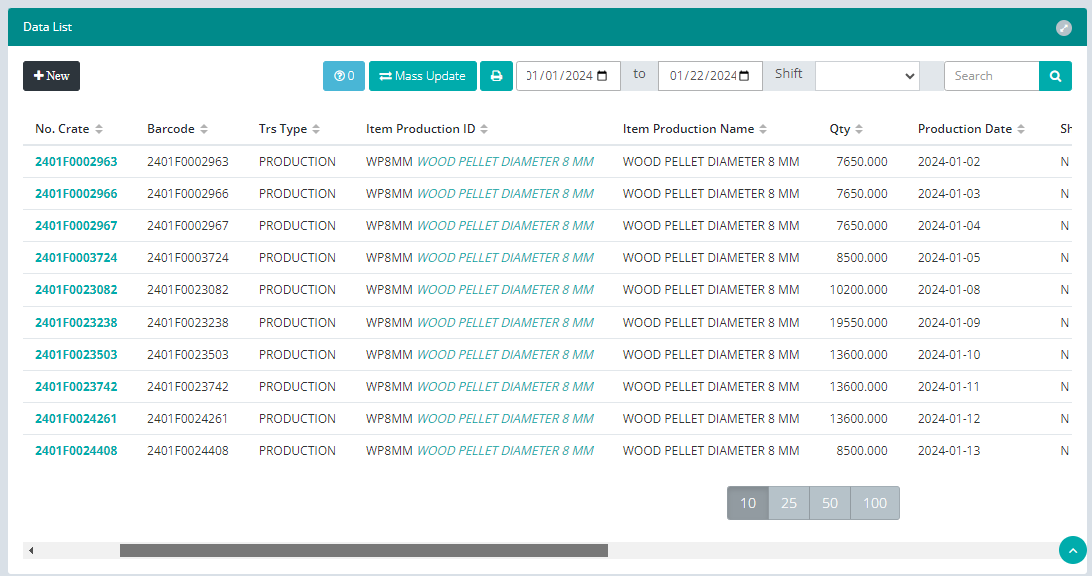 Data List
New 0 Mass Update 01/01/2024 to 01/22/2024 Shift Search
No. Crate Barcode Trs Type Item Production ID Item Production Name Qty Production Date Sh
2401F0002963 2401F0002963 PRODUCTION WP8MM WOOD PELLET DIAMETER 8 MM WOOD PELLET DIAMETER 8 MM 7650.000 2024-01-02 N
2401F0002966 2401F0002966 PRODUCTION WP8MM WOOD PELLET DIAMETER 8 MM WOOD PELLET DIAMETER 8 MM 7650.000 2024-01-03 N
2401F0002967 2401F0002967 PRODUCTION WP8MM WOOD PELLET DIAMETER 8 MM WOOD PELLET DIAMETER 8 MM 7650.000 2024-01-04 N
2401F0003724 2401F0003724 PRODUCTION WP8MM WOOD PELLET DIAMETER 8 MM WOOD PELLET DIAMETER 8 MM 8500.000 2024-01-05 N
2401F0023082 2401F0023082 PRODUCTION WP8MM WOOD PELLET DIAMETER 8 MM WOOD PELLET DIAMETER 8 MM 10200.000 2024-01-08 N
2401F0023238 2401F0023238 PRODUCTION WP8MM WOOD PELLET DIAMETER 8 MM WOOD PELLET DIAMETER 8 MM 19550.000 2024-01-09 N
2401F0023503 2401F0023503 PRODUCTION WP8MM WOOD PELLET DIAMETER 8 MM WOOD PELLET DIAMETER 8 MM 13600.000 2024-01-10 N
2401F0023742 2401F0023742 PRODUCTION WP8MM WOOD PELLET DIAMETER 8 MM WOOD PELLET DIAMETER 8 MM 13600.000 2024-01-11 N
2401F0024261 2401F0024261 PRODUCTION WP8MM WOOD PELLET DIAMETER 8 MM WOOD PELLET DIAMETER 8 MM 13600.000 2024-01-12 N
2401F0024408 2401F0024408 PRODUCTION WP8MM WOOD PELLET DIAMETER 8 MM WOOD PELLET DIAMETER 8 MM 8500.000 2024-01-13 N
10 25 50 100